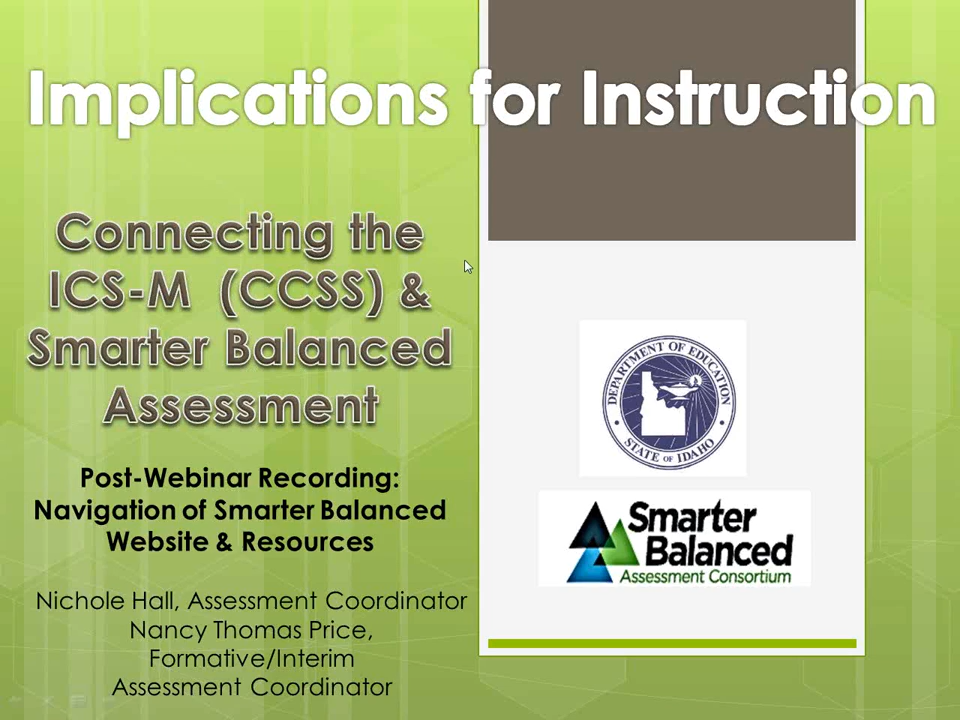 Implications for Instruction
Connecting the
ICS-M (CCSS) &
Smarter Balanced
Assessment
Post-Webinar Recording:
Navigation of Smarter Balanced
Website & Resources
Nichole Hall, Assessment Coordinator
Nancy Thomas Price,
Formative/Interim
Assessment Coordinator
DEPARTMENT OF EDUCATION
STATE OF IDAHO
Smarter
Balanced
Assessment Consortium